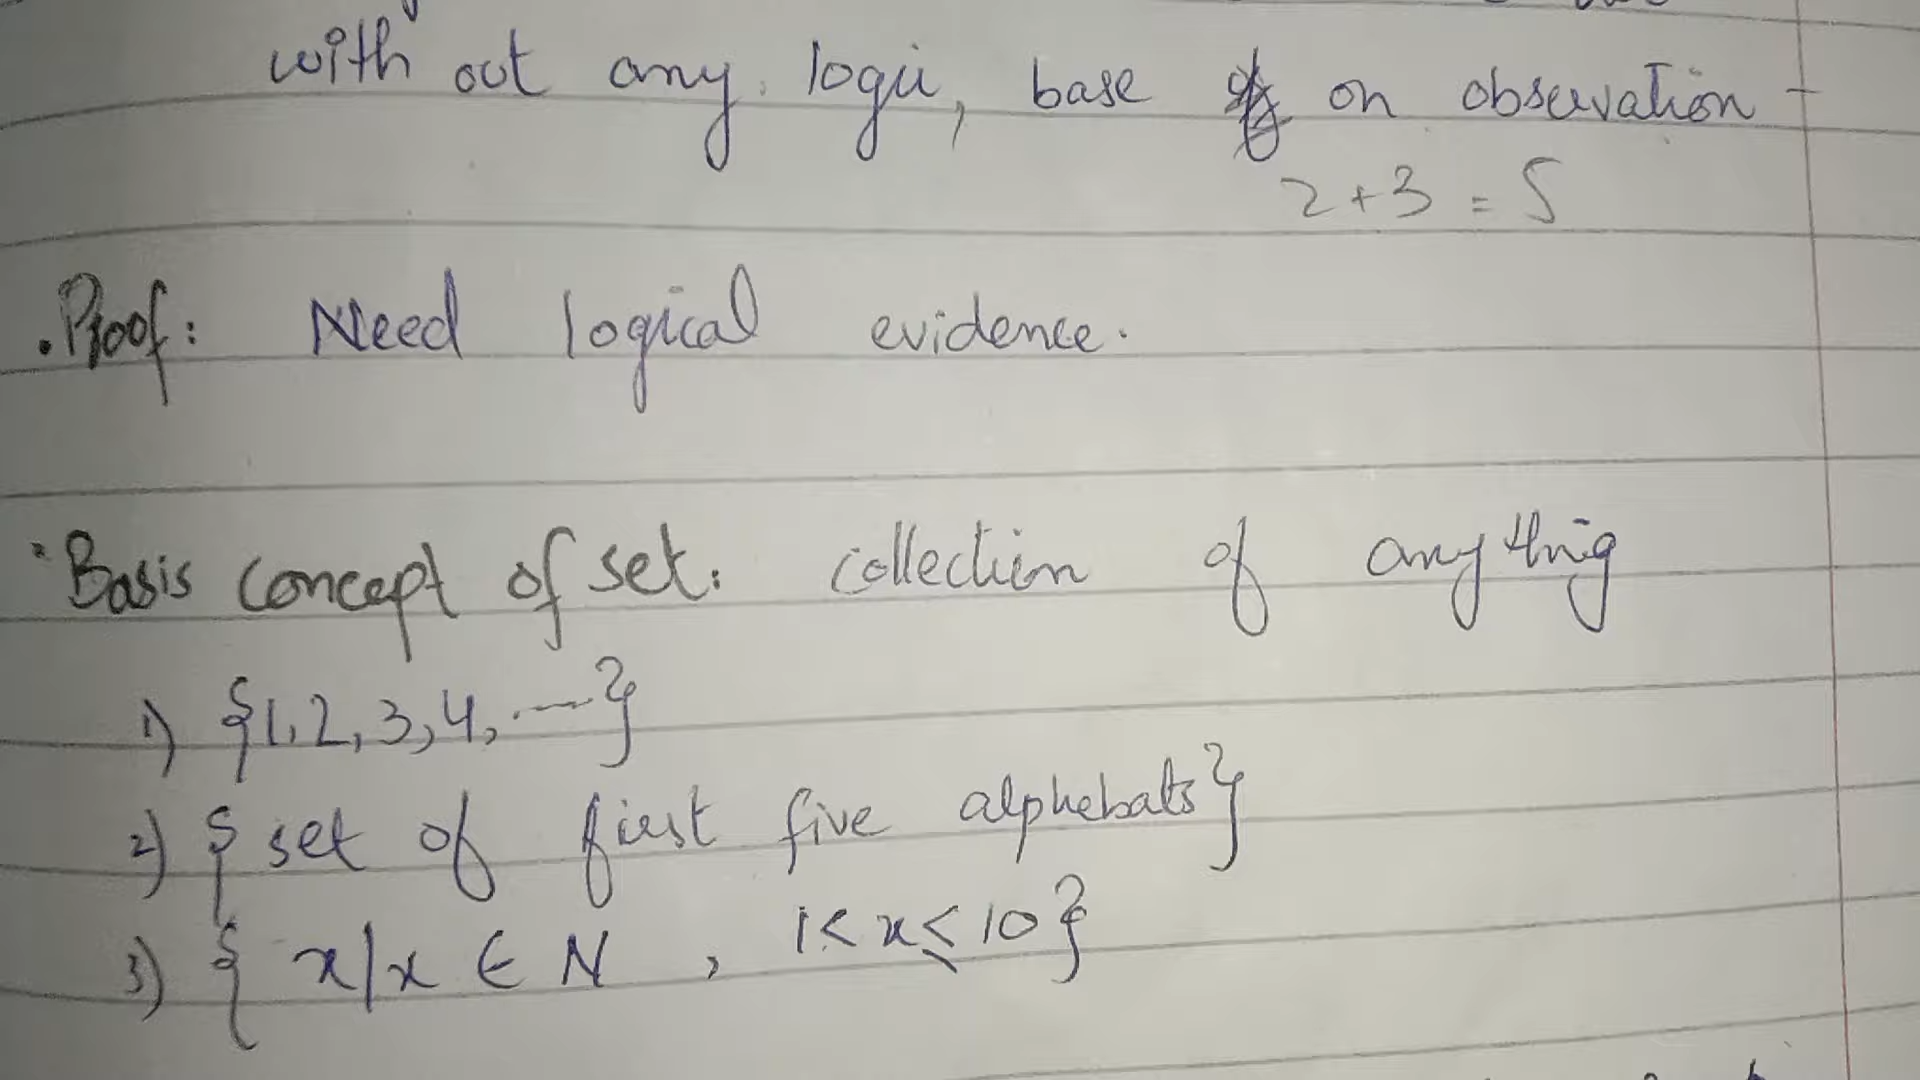 with out any logic, base on observation -
2+3 = 5
• Proof: Need logical evidence.
• Basis concept of set: collection of any thing
1) {1,2,3,4, .---}
2) { set of first five alphebats}
3) { x/x ∈ N , 1< x ≤ 10}